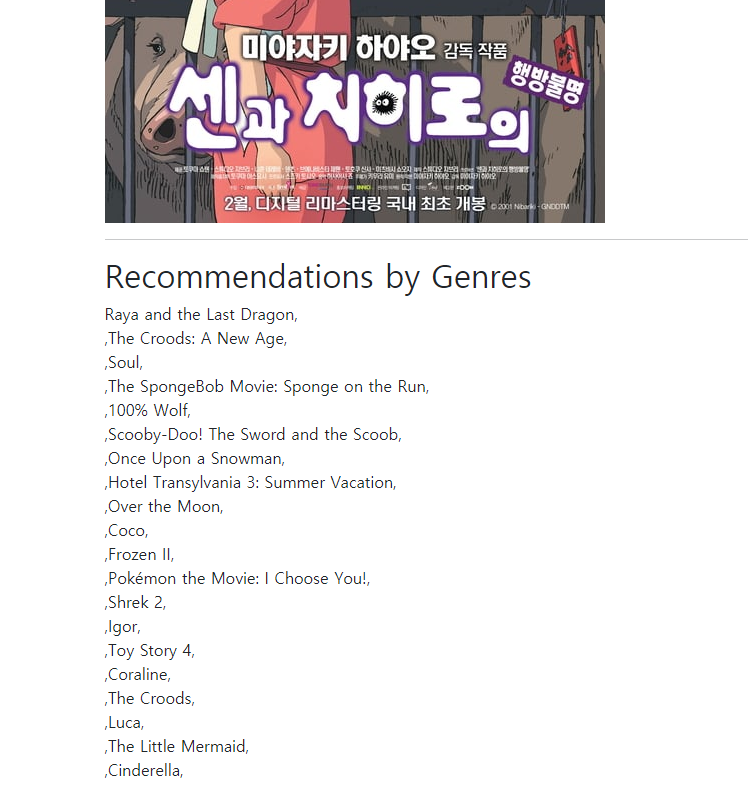 미야자키 하야오 감독 작품
센과 치히로의
행방불명
2월, 디지털 리마스터링 국내 최초 개봉 © 2001 Nibariki - GNDDTM
Recommendations by Genres
Raya and the Last Dragon,
,The Croods: A New Age,
,Soul,
,The SpongeBob Movie: Sponge on the Run,
,100% Wolf,
,Scooby-Doo! The Sword and the Scoob,
,Once Upon a Snowman,
,Hotel Transylvania 3: Summer Vacation,
,Over the Moon,
,Coco,
,Frozen II,
,Pokémon the Movie: I Choose You!,
,Shrek 2,
,Igor,
,Toy Story 4,
,Coraline,
,The Croods,
,Luca,
,The Little Mermaid,
,Cinderella,